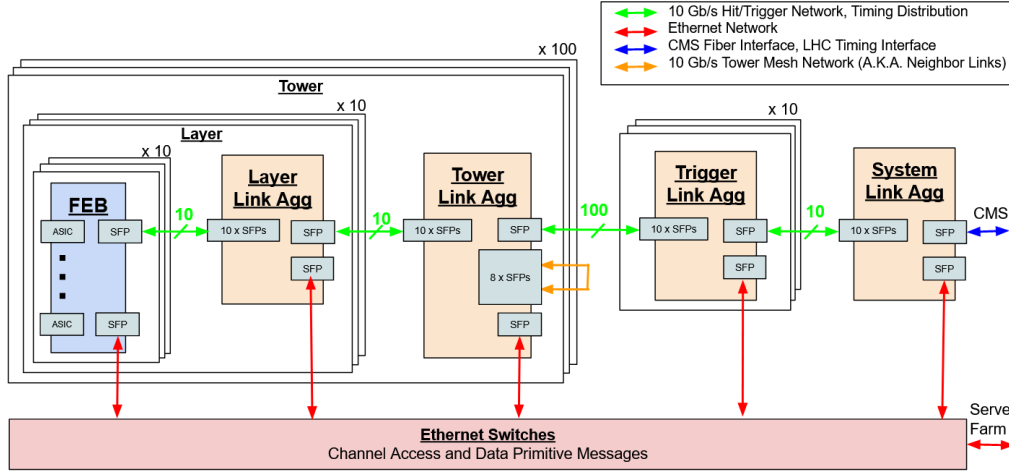 10 Gb/s Hit/Trigger Network, Timing Distribution
Ethernet Network
CMS Fiber Interface, LHC Timing Interface
10 Gb/s Tower Mesh Network (A.K.A. Neighbor Links)
x 100
Tower
x 10
Layer
x 10
FEB
ASIC
SFP
ASIC
SFP
10
Layer
Link Agg
10 x SFPs
SFP
SFP
10
Tower
Link Agg
10 x SFPs
SFP
8 x SFPs
SFP
100
x 10
Trigger
Link Agg
10 x SFPs
SFP
SFP
10
System
Link Agg
10 x SFPs
SFP
SFP
CMS
Ethernet Switches
Channel Access and Data Primitive Messages
Serve
Farm